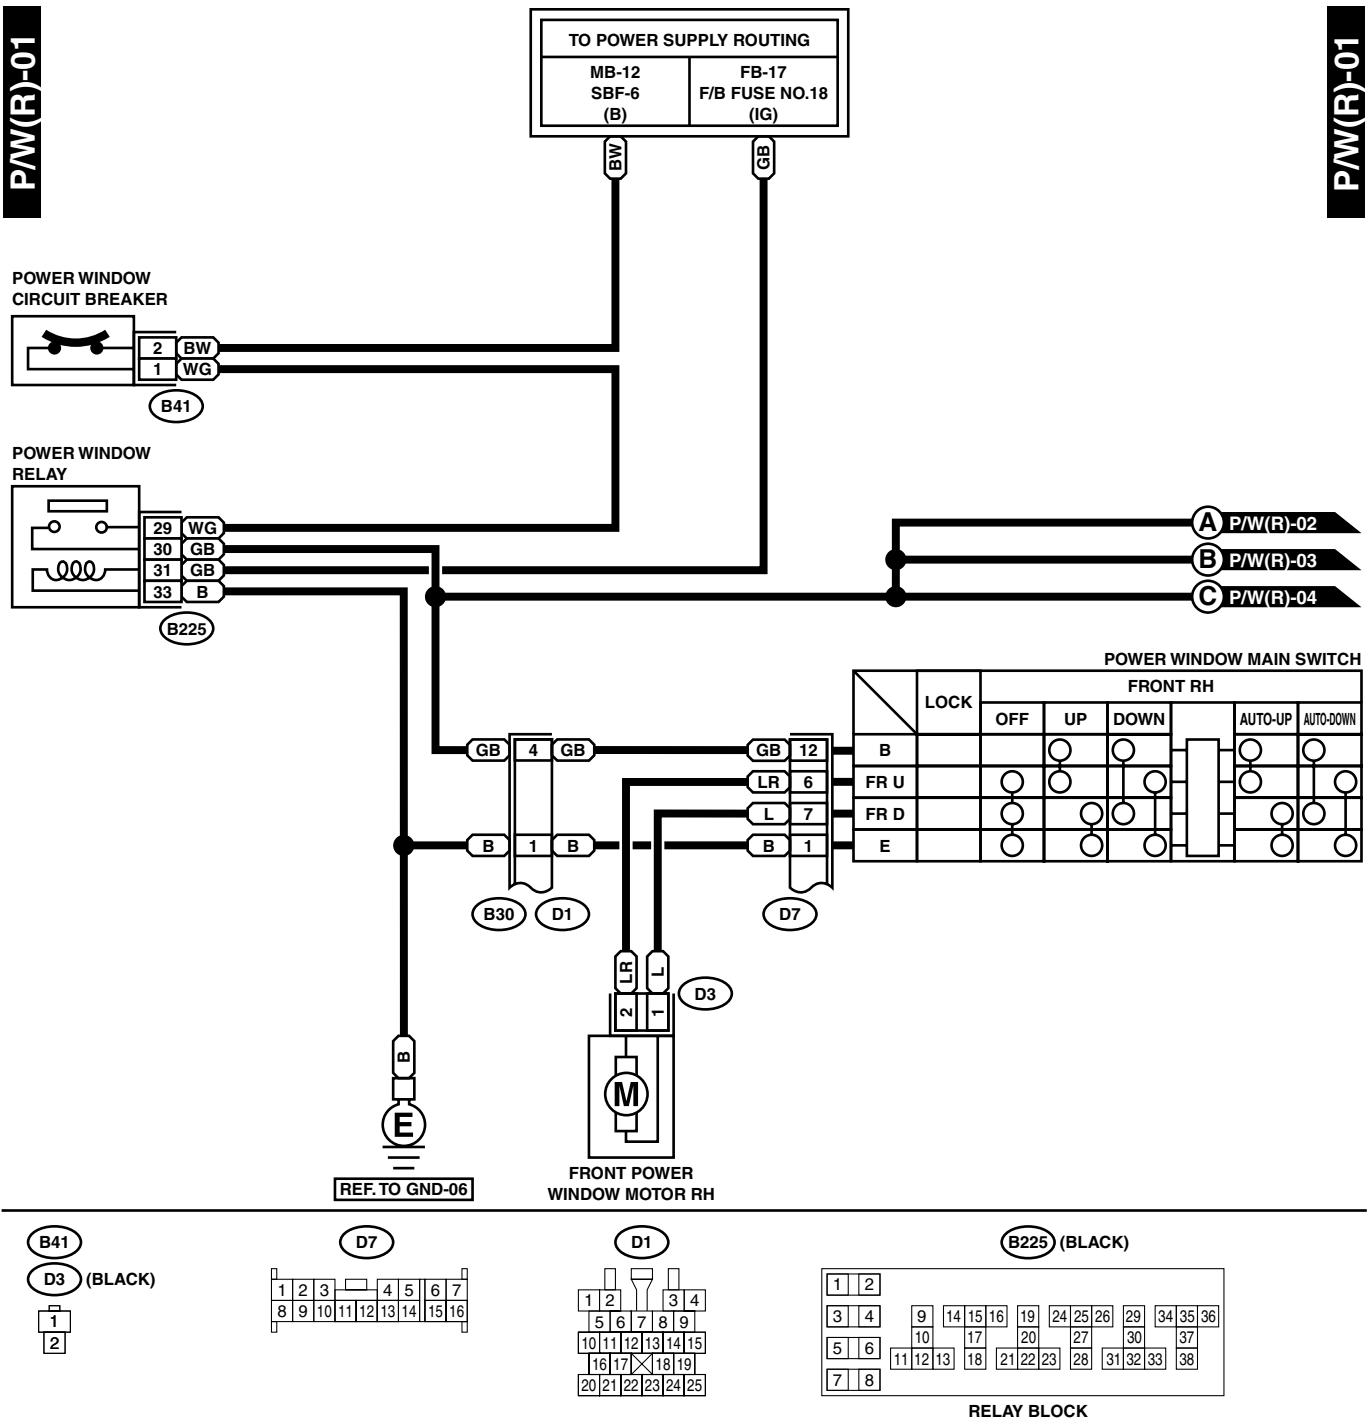 P/W(R)-01
P/W(R)-01
TO POWER SUPPLY ROUTING
MB-12
SBF-6
(B)
FB-17
F/B FUSE NO.18
(IG)
BW
GB
POWER WINDOW
CIRCUIT BREAKER
2 BW
1 WG
B41
POWER WINDOW
RELAY
29 WG
30 GB
31 GB
33 B
B225
A P/W(R)-02
B P/W(R)-03
C P/W(R)-04
POWER WINDOW MAIN SWITCH
LOCK
FRONT RH
OFF UP DOWN AUTO-UP AUTO-DOWN
GB 4 GB GB 12 B
LR 6 FR U
L 7 FR D
B 1 B B 1 E
B30 D1 D7
LR L
2 1
D3
M
FRONT POWER
WINDOW MOTOR RH
B
E
REF. TO GND-06
B41
D3 (BLACK)
1
2
D7
1 2 3 4 5 6 7
8 9 10 11 12 13 14 15 16
D1
1 2 3 4
5 6 7 8 9
10 11 12 13 14 15
16 17 18 19
20 21 22 23 24 25
B225 (BLACK)
1 2
3 4 9 14 15 16 19 24 25 26 29 34 35 36
10 17 20 27 30 37
5 6 11 12 13 18 21 22 23 28 31 32 33 38
7 8
RELAY BLOCK